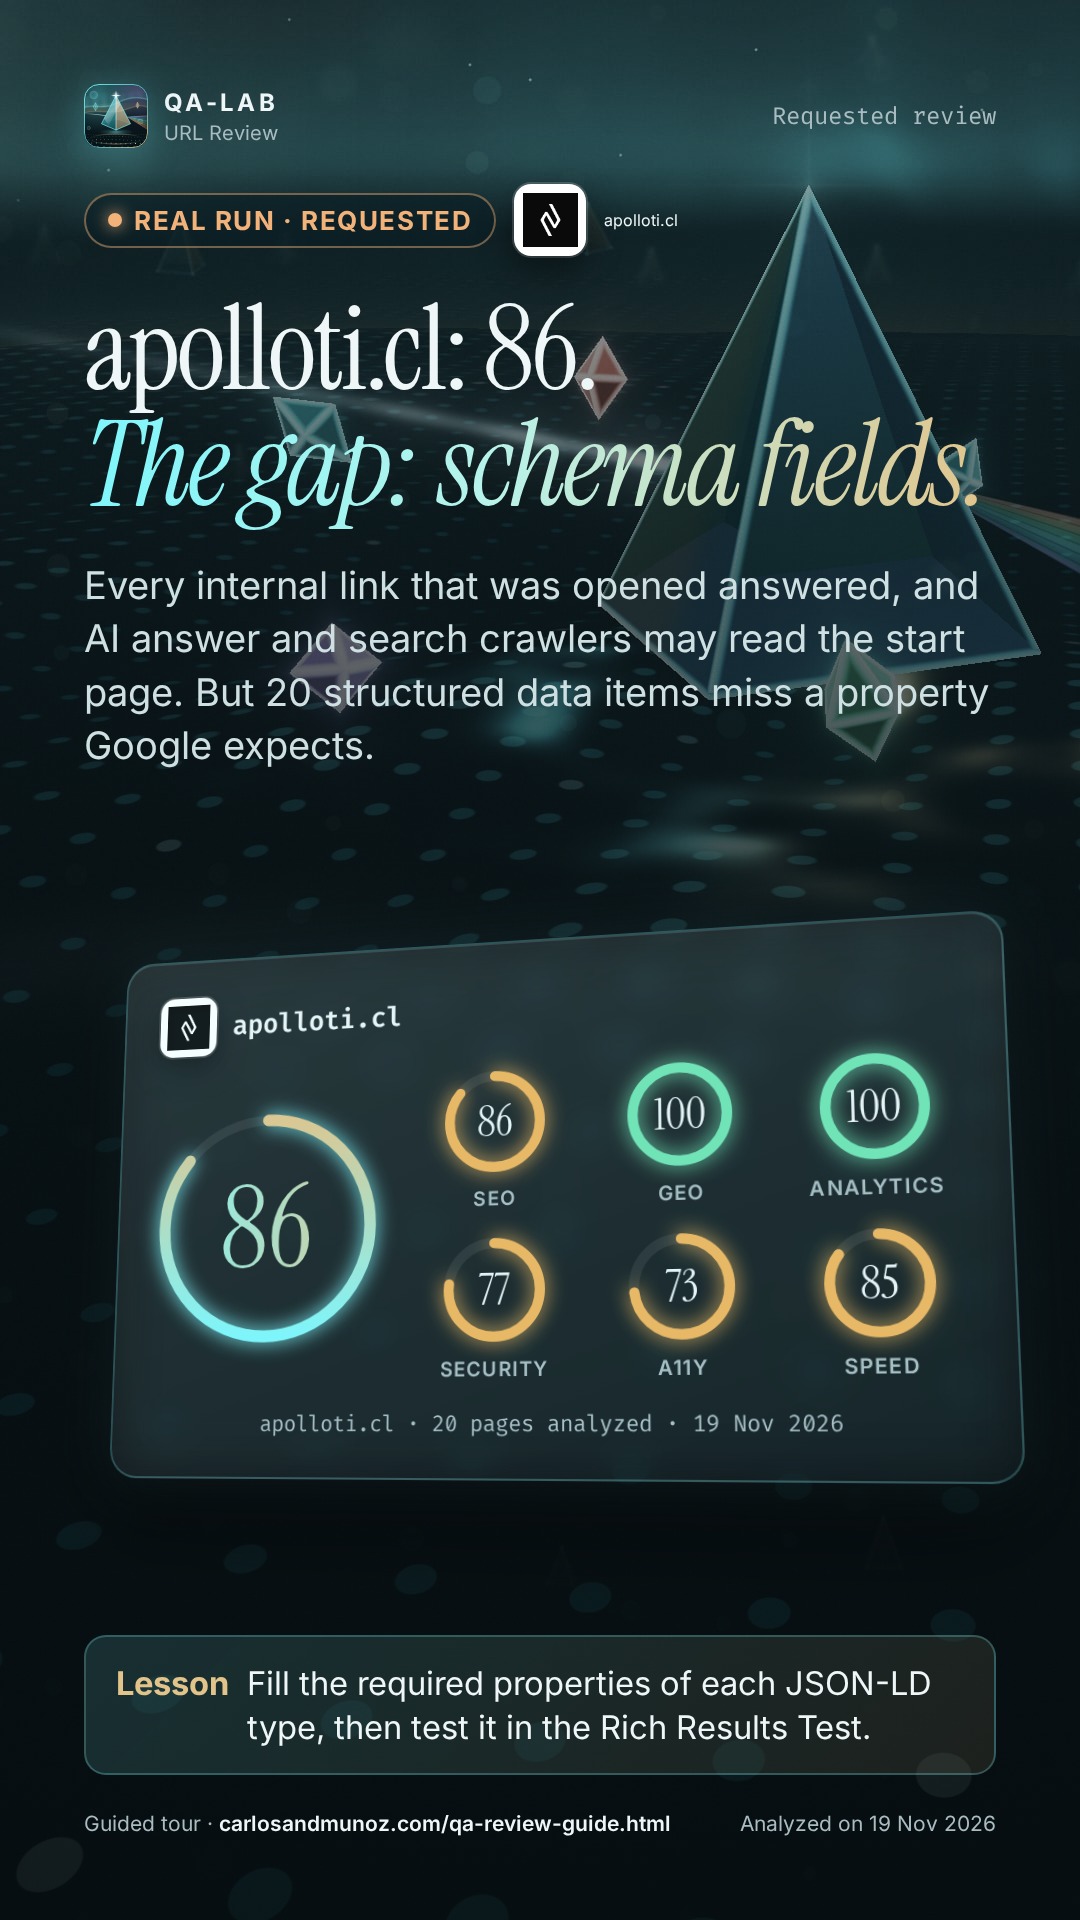 QA-LAB
URL Review
Requested review
REAL RUN · REQUESTED
apolloti.cl
apolloti.cl: 86.
The gap: schema fields.
Every internal link that was opened answered, and
AI answer and search crawlers may read the start
page. But 20 structured data items miss a property
Google expects.
apolloti.cl
86
86
SEO
100
GEO
100
ANALYTICS
77
SECURITY
73
A11Y
85
SPEED
apolloti.cl · 20 pages analyzed · 19 Nov 2026
Lesson Fill the required properties of each JSON-LD
type, then test it in the Rich Results Test.
Guided tour · carlosandmunoz.com/qa-review-guide.html
Analyzed on 19 Nov 2026